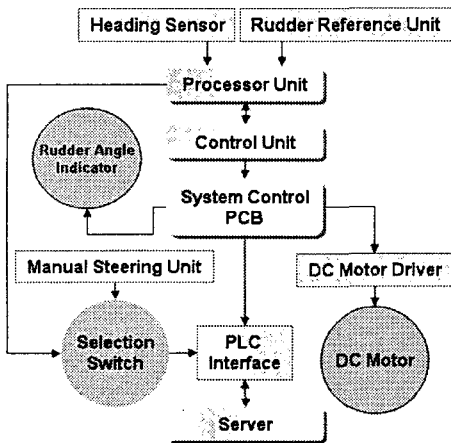 Heading Sensor
Rudder Reference Unit
Processor Unit
Control Unit
Rudder Angle
Indicator
System Control
PCB
Manual Steering Unit
DC Motor Driver
Selection
Switch
PLC
Interface
DC Motor
Server